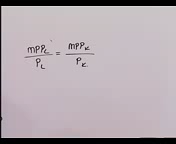 MPP_L / P_L = MPP_K / P_K